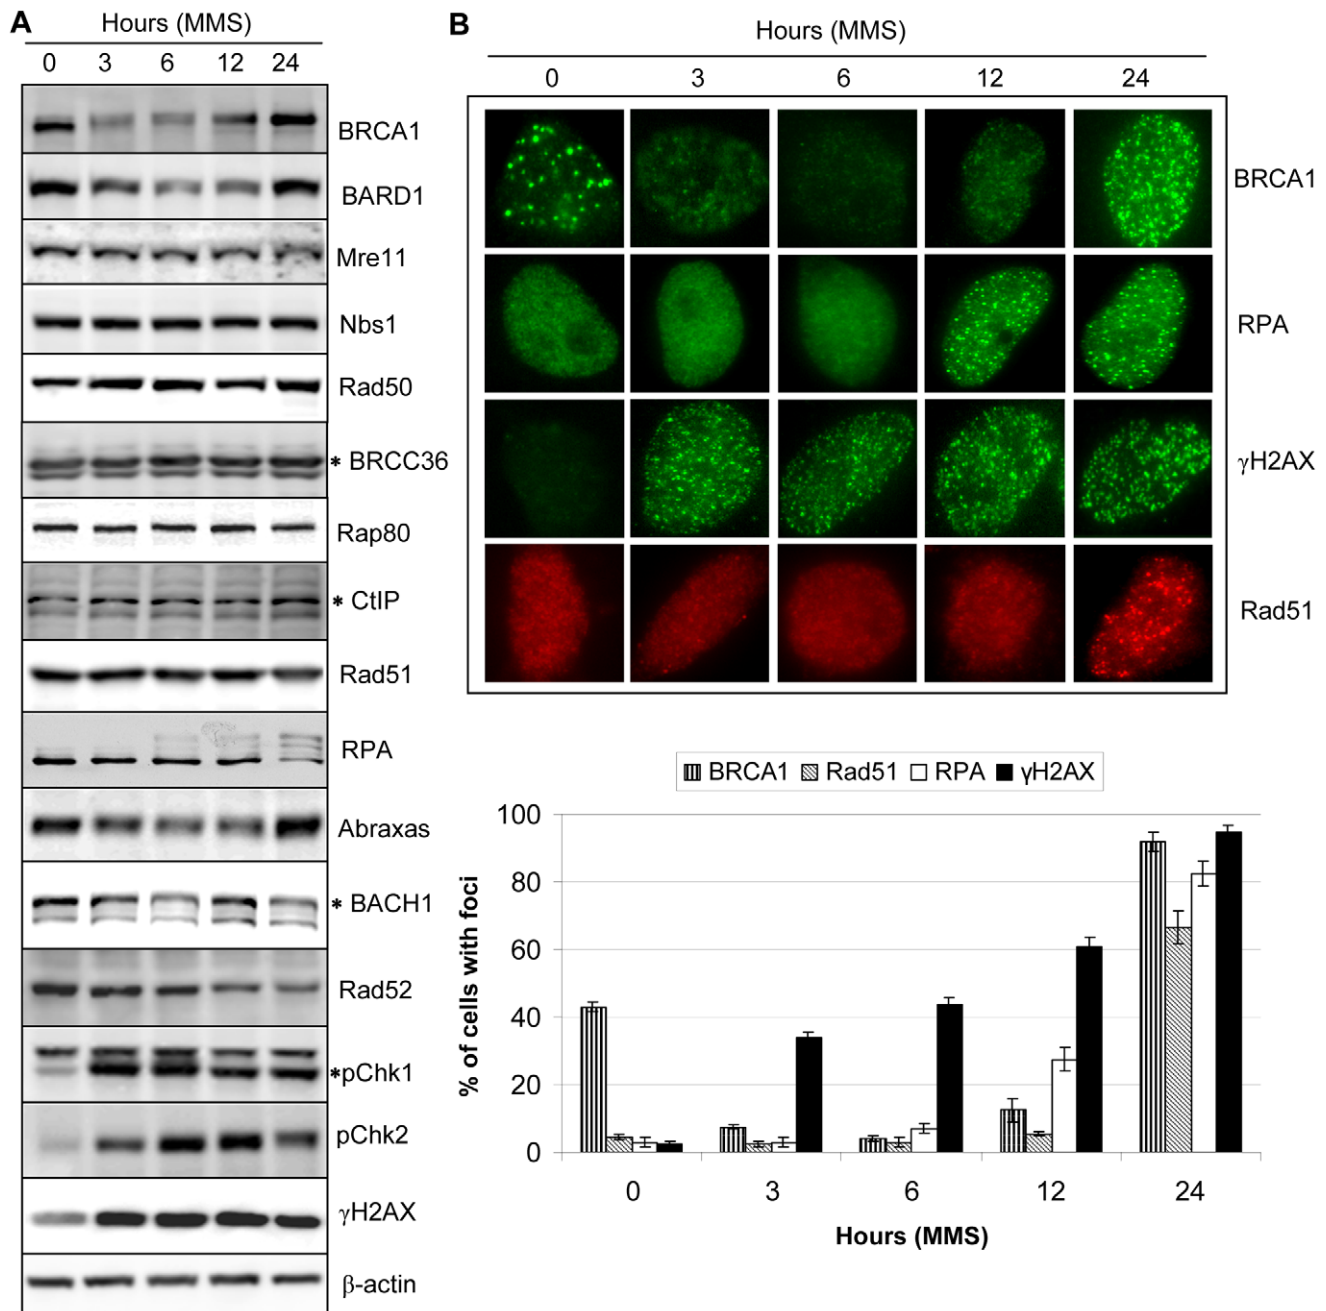 A
Hours (MMS)
0 3 6 12 24
BRCA1
BARD1
Mre11
Nbs1
Rad50
* BRCC36
Rap80
* CtIP
Rad51
RPA
Abraxas
* BACH1
Rad52
*pChk1
pChk2
γH2AX
β-actin
B
Hours (MMS)
0 3 6 12 24
BRCA1
RPA
γH2AX
Rad51
BRCA1 Rad51 RPA γH2AX
% of cells with foci
100
80
60
40
20
0
0 3 6 12 24
Hours (MMS)